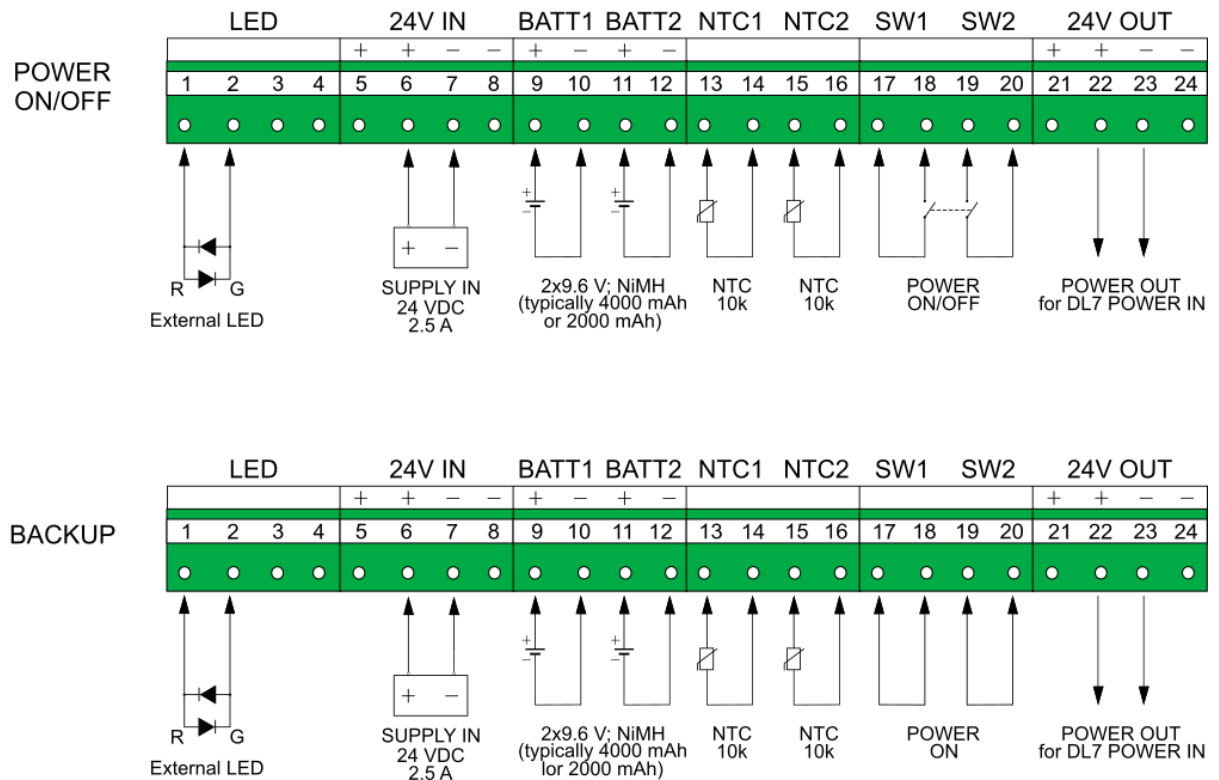 LED 24V IN BATT1 BATT2 NTC1 NTC2 SW1 SW2 24V OUT
+ + − − + − + − + + − −
POWER
ON/OFF
1 2 3 4 5 6 7 8 9 10 11 12 13 14 15 16 17 18 19 20 21 22 23 24
+ − + −
+ −
R G
External LED
SUPPLY IN
24 VDC
2.5 A
2x9.6 V; NiMH
(typically 4000 mAh
or 2000 mAh)
NTC
10k
NTC
10k
POWER
ON/OFF
POWER OUT
for DL7 POWER IN
LED 24V IN BATT1 BATT2 NTC1 NTC2 SW1 SW2 24V OUT
+ + − − + − + − + + − −
BACKUP
1 2 3 4 5 6 7 8 9 10 11 12 13 14 15 16 17 18 19 20 21 22 23 24
+ − + −
+ −
R G
External LED
SUPPLY IN
24 VDC
2.5 A
2x9.6 V; NiMH
(typically 4000 mAh
lor 2000 mAh)
NTC
10k
NTC
10k
POWER
ON
POWER OUT
for DL7 POWER IN